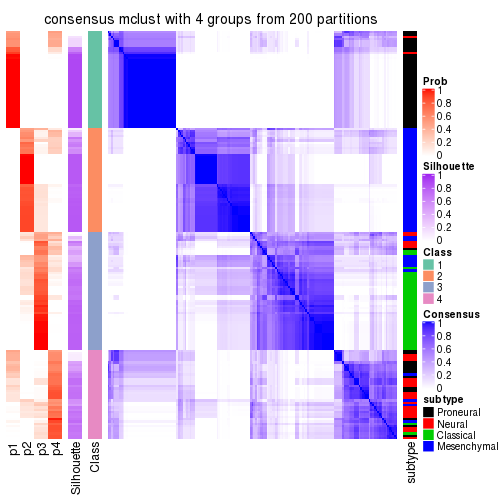 consensus mclust with 4 groups from 200 partitions
Prob
1
0.8
0.6
0.4
0.2
0
Silhouette
1
0.8
0.6
0.4
0.2
0
Class
1
2
3
4
Consensus
1
0.8
0.6
0.4
0.2
0
subtype
Proneural
Neural
Classical
Mesenchymal
p1
p2
p3
p4
Silhouette
Class
subtype